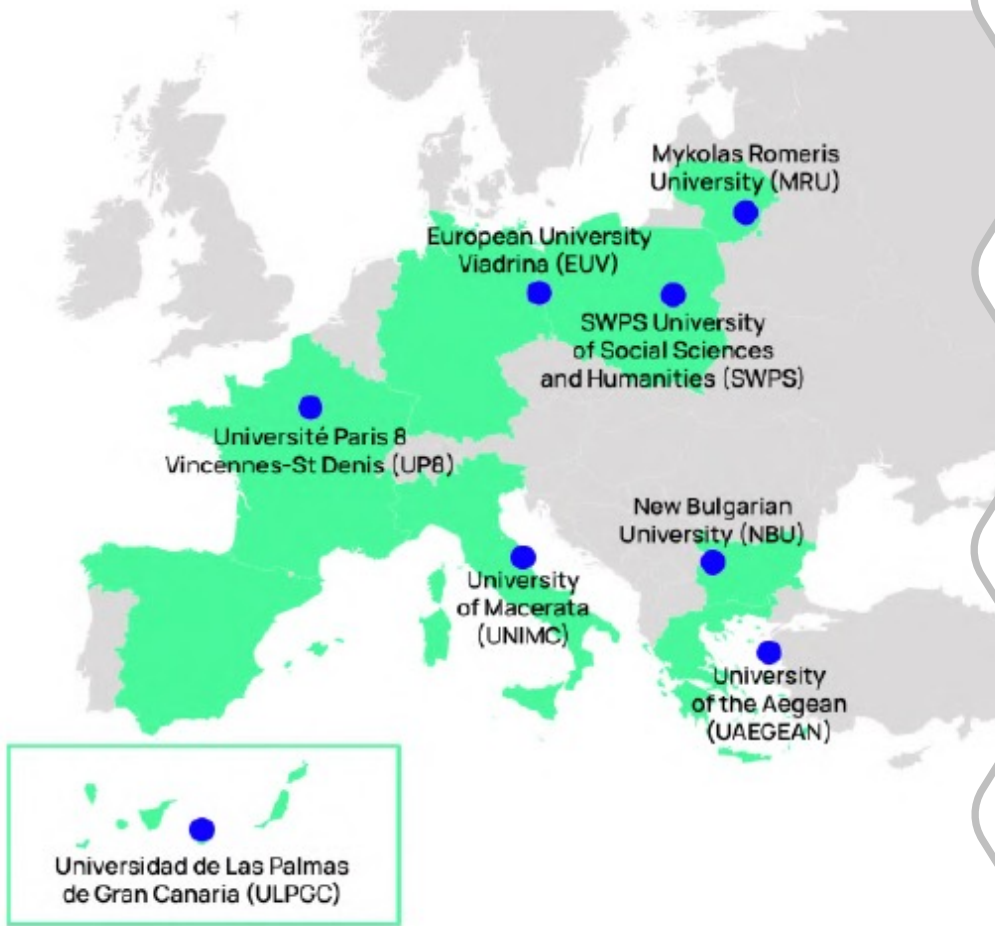 Mykolas Romeris
University (MRU)
European University
Viadrina (EUV)
SWPS University
of Social Sciences
and Humanities (SWPS)
Université Paris 8
Vincennes-St Denis (UP8)
New Bulgarian
University (NBU)
University
of Macerata
(UNIMC)
University
of the Aegean
(UAEGEAN)
Universidad de Las Palmas
de Gran Canaria (ULPGC)